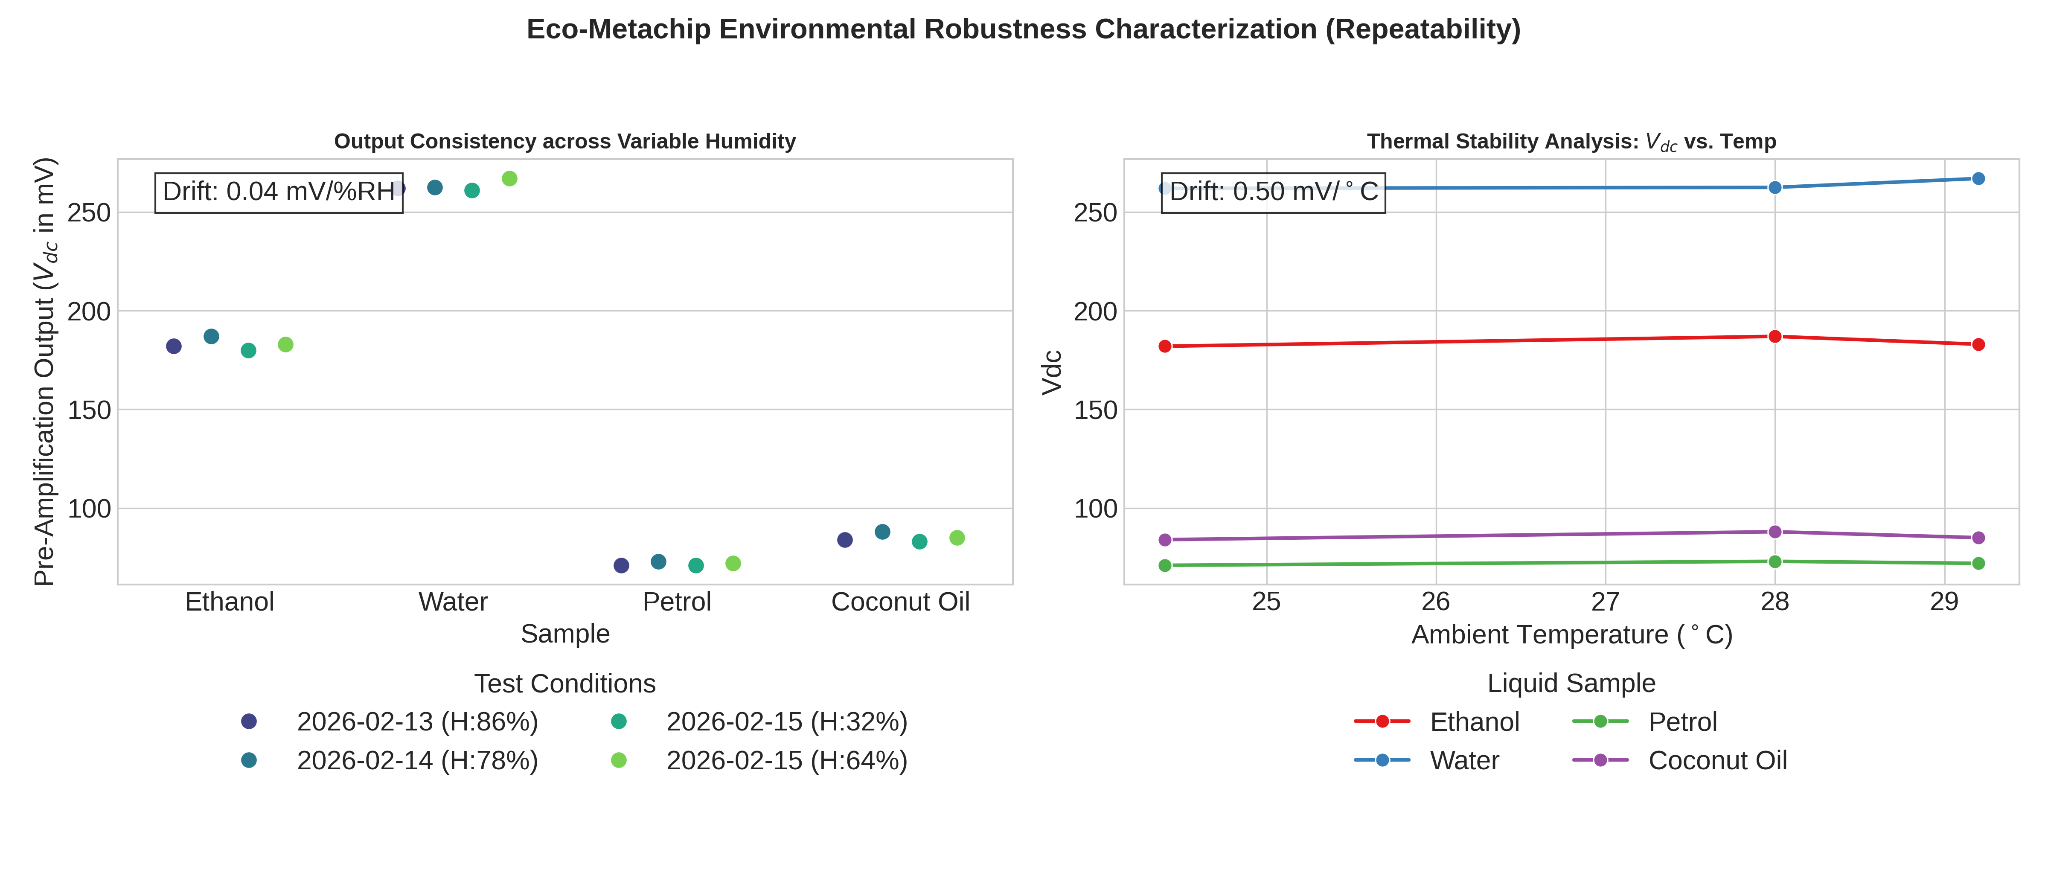 Eco-Metachip Environmental Robustness Characterization (Repeatability)
Output Consistency across Variable Humidity
Pre-Amplification Output (V_dc in mV)
Drift: 0.04 mV/%RH
250
200
150
100
Ethanol Water Petrol Coconut Oil
Sample
Test Conditions
2026-02-13 (H:86%) 2026-02-15 (H:32%)
2026-02-14 (H:78%) 2026-02-15 (H:64%)
Thermal Stability Analysis: V_dc vs. Temp
Vdc
Drift: 0.50 mV/°C
250
200
150
100
25 26 27 28 29
Ambient Temperature (°C)
Liquid Sample
Ethanol Petrol
Water Coconut Oil